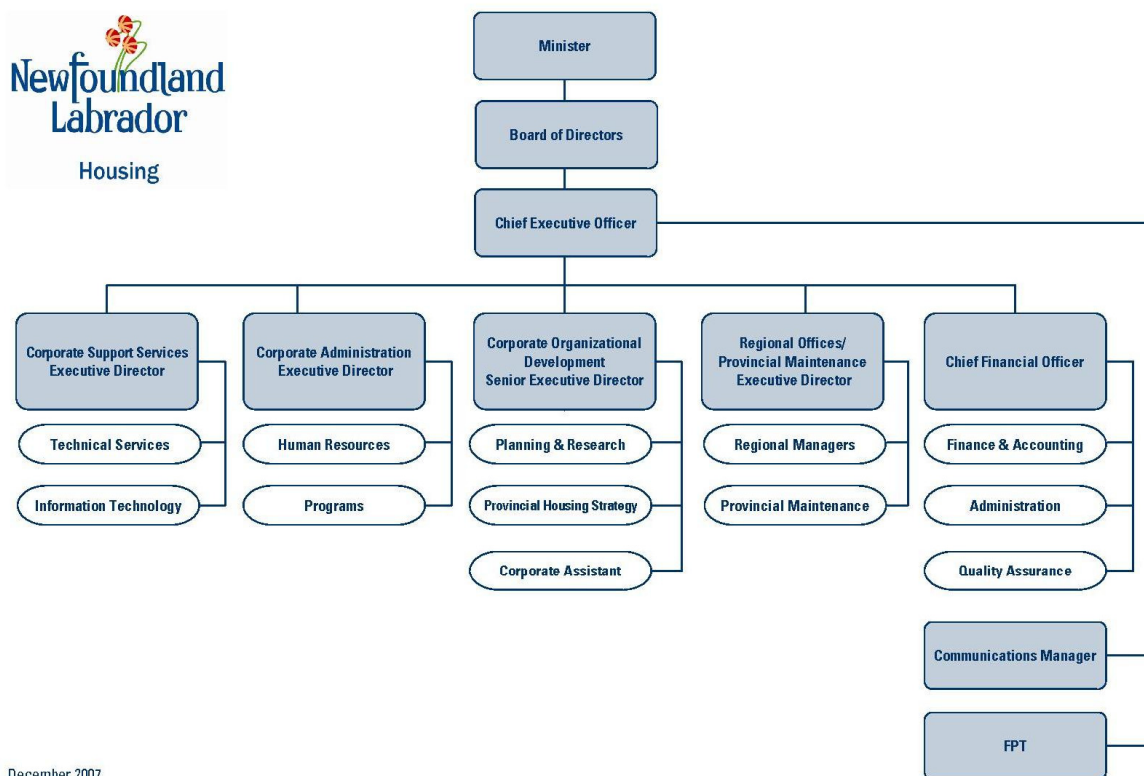 Newfoundland
Labrador
Housing
Minister
Board of Directors
Chief Executive Officer
Corporate Support Services
Executive Director
Technical Services
Information Technology
Corporate Administration
Executive Director
Human Resources
Programs
Corporate Organizational
Development
Senior Executive Director
Planning & Research
Provincial Housing Strategy
Corporate Assistant
Regional Offices/
Provincial Maintenance
Executive Director
Regional Managers
Provincial Maintenance
Chief Financial Officer
Finance & Accounting
Administration
Quality Assurance
Communications Manager
FPT
December 2007